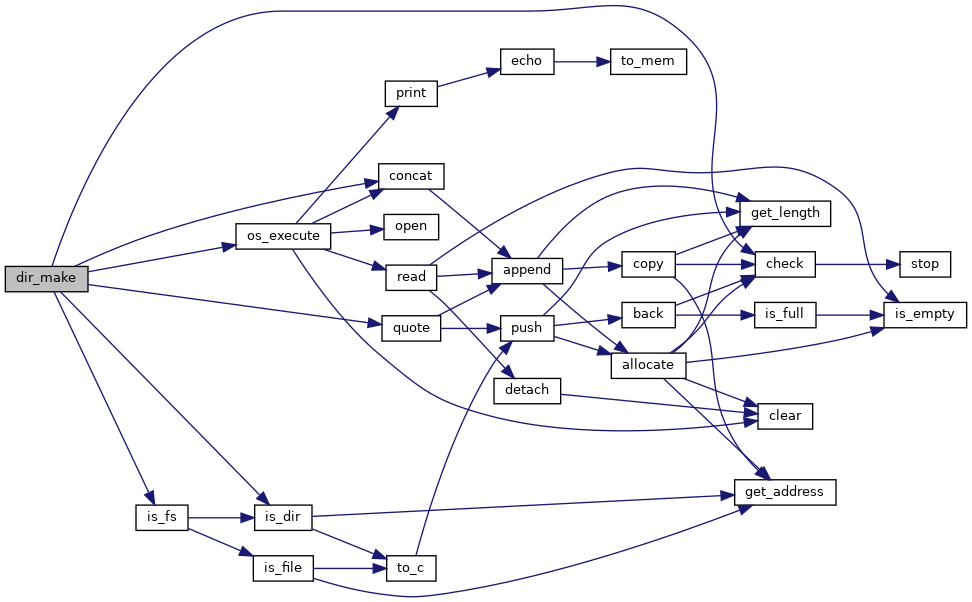 echo
to_mem
print
concat
get_length
open
os_execute
append
copy
check
stop
dir_make
read
back
is_full
is_empty
quote
push
allocate
detach
clear
get_address
is_fs
is_dir
is_file
to_c